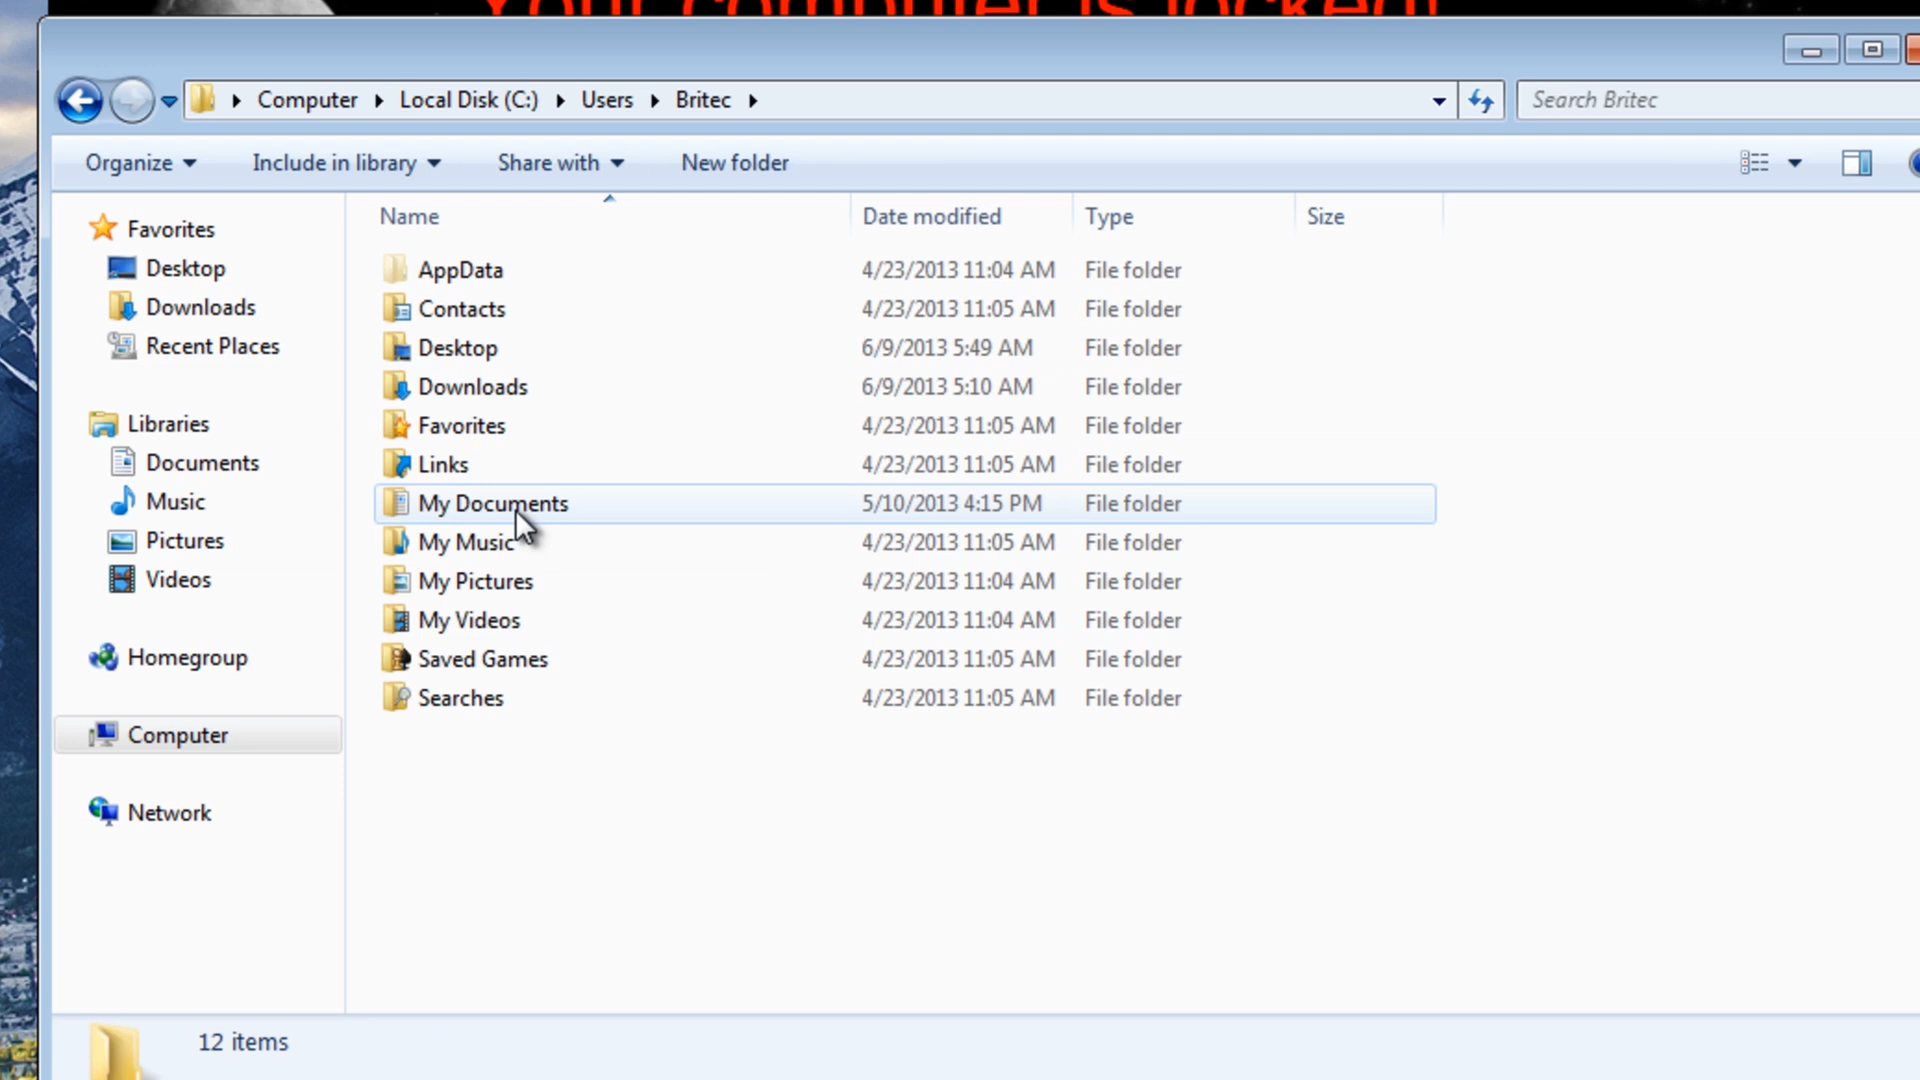 Your computer is locked!
Computer Local Disk (C:) Users Britec
Search Britec
Organize Include in library Share with New folder
Name Date modified Type Size
Favorites
Desktop
Downloads
Recent Places
Libraries
Documents
Music
Pictures
Videos
Homegroup
Computer
Network
AppData 4/23/2013 11:04 AM File folder
Contacts 4/23/2013 11:05 AM File folder
Desktop 6/9/2013 5:49 AM File folder
Downloads 6/9/2013 5:10 AM File folder
Favorites 4/23/2013 11:05 AM File folder
Links 4/23/2013 11:05 AM File folder
My Documents 5/10/2013 4:15 PM File folder
My Music 4/23/2013 11:05 AM File folder
My Pictures 4/23/2013 11:04 AM File folder
My Videos 4/23/2013 11:04 AM File folder
Saved Games 4/23/2013 11:05 AM File folder
Searches 4/23/2013 11:05 AM File folder
12 items